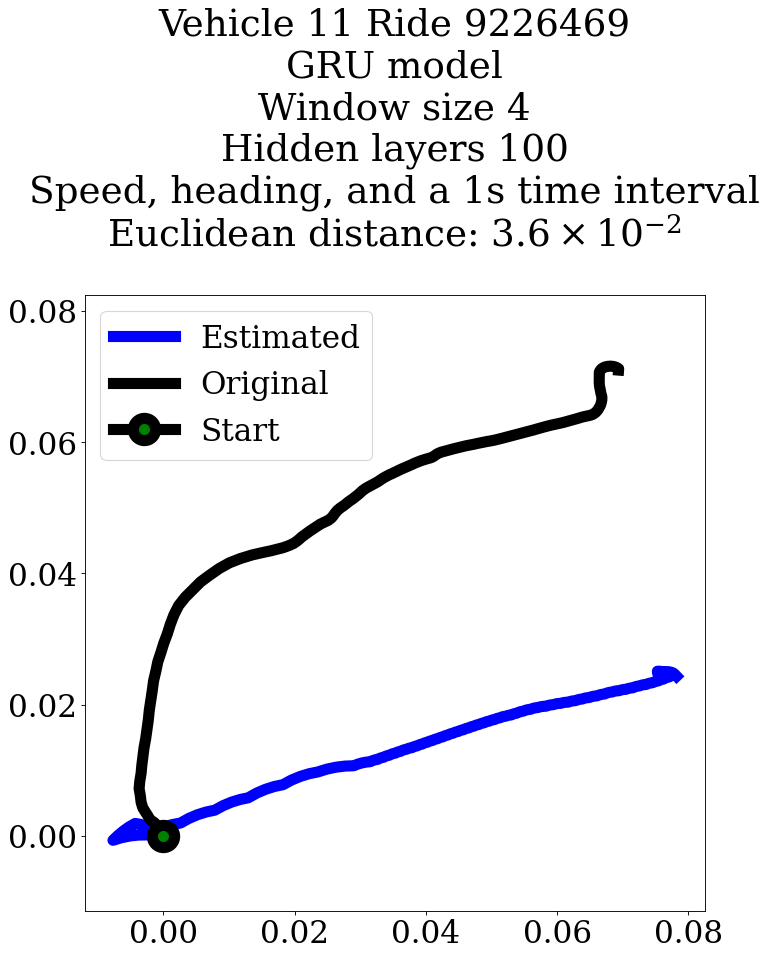 Vehicle 11 Ride 9226469
GRU model
Window size 4
Hidden layers 100
Speed, heading, and a 1s time interval
Euclidean distance: 3.6 × 10⁻²
0.08
0.06
0.04
0.02
0.00
Estimated
Original
Start
0.00 0.02 0.04 0.06 0.08